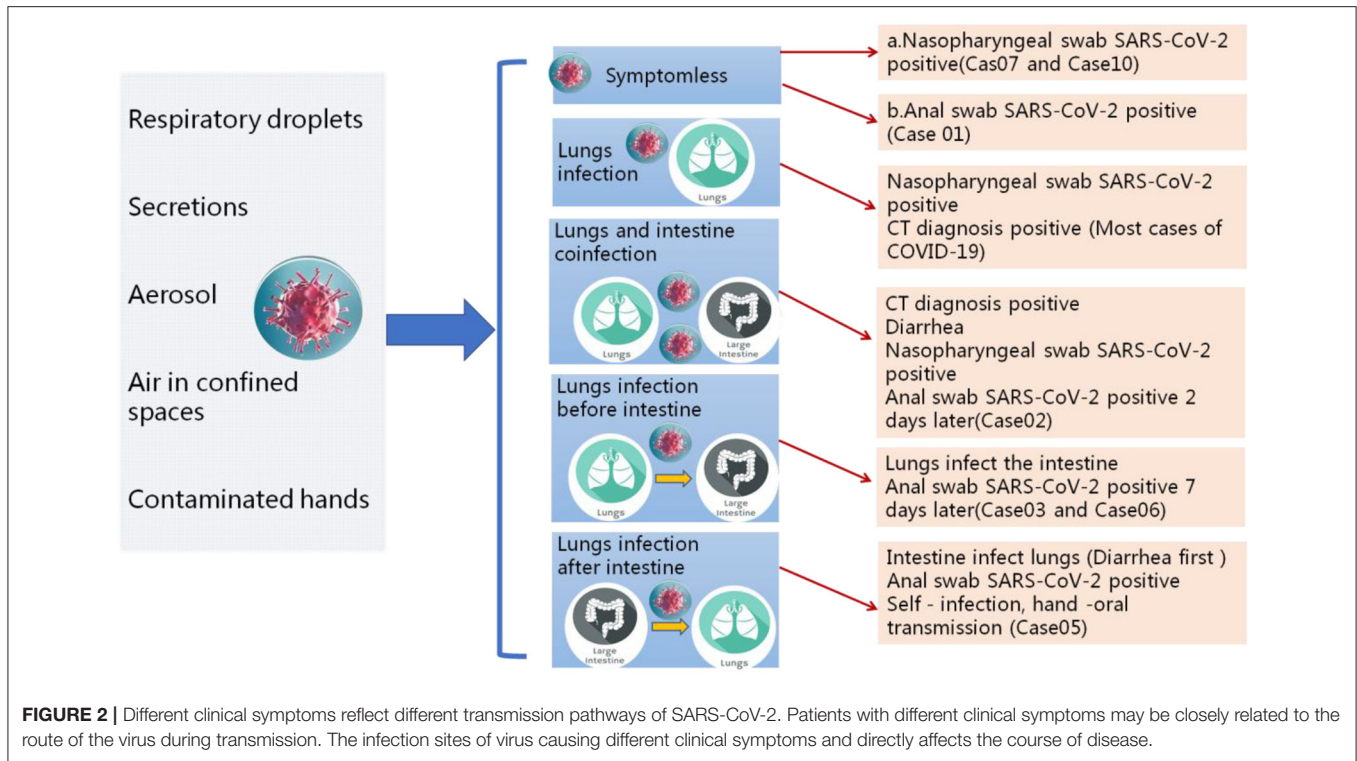 Respiratory droplets
Secretions
Aerosol
Air in confined
spaces
Contaminated hands
Symptomless
Lungs
infection
Lungs
Lungs and intestine
coinfection
Lungs
Large
Intestine
Lungs infection
before intestine
Lungs
Large
Intestine
Lungs infection
after intestine
Large
Intestine
Lungs
a.Nasopharyngeal swab SARS-CoV-2
positive(Cas07 and Case10)
b.Anal swab SARS-CoV-2 positive
(Case 01)
Nasopharyngeal swab SARS-CoV-2
positive
CT diagnosis positive (Most cases of
COVID-19)
CT diagnosis positive
Diarrhea
Nasopharyngeal swab SARS-CoV-2
positive
Anal swab SARS-CoV-2 positive 2
days later(Case02)
Lungs infect the intestine
Anal swab SARS-CoV-2 positive 7
days later(Case03 and Case06)
Intestine infect lungs (Diarrhea first )
Anal swab SARS-CoV-2 positive
Self - infection, hand -oral
transmission (Case05)
FIGURE 2 | Different clinical symptoms reflect different transmission pathways of SARS-CoV-2. Patients with different clinical symptoms may be closely related to the
route of the virus during transmission. The infection sites of virus causing different clinical symptoms and directly affects the course of disease.